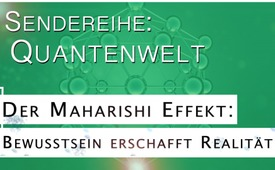 Sendereihe:
Quantenwelt
Der Maharishi Effekt:
Bewusstsein erschafft Realität